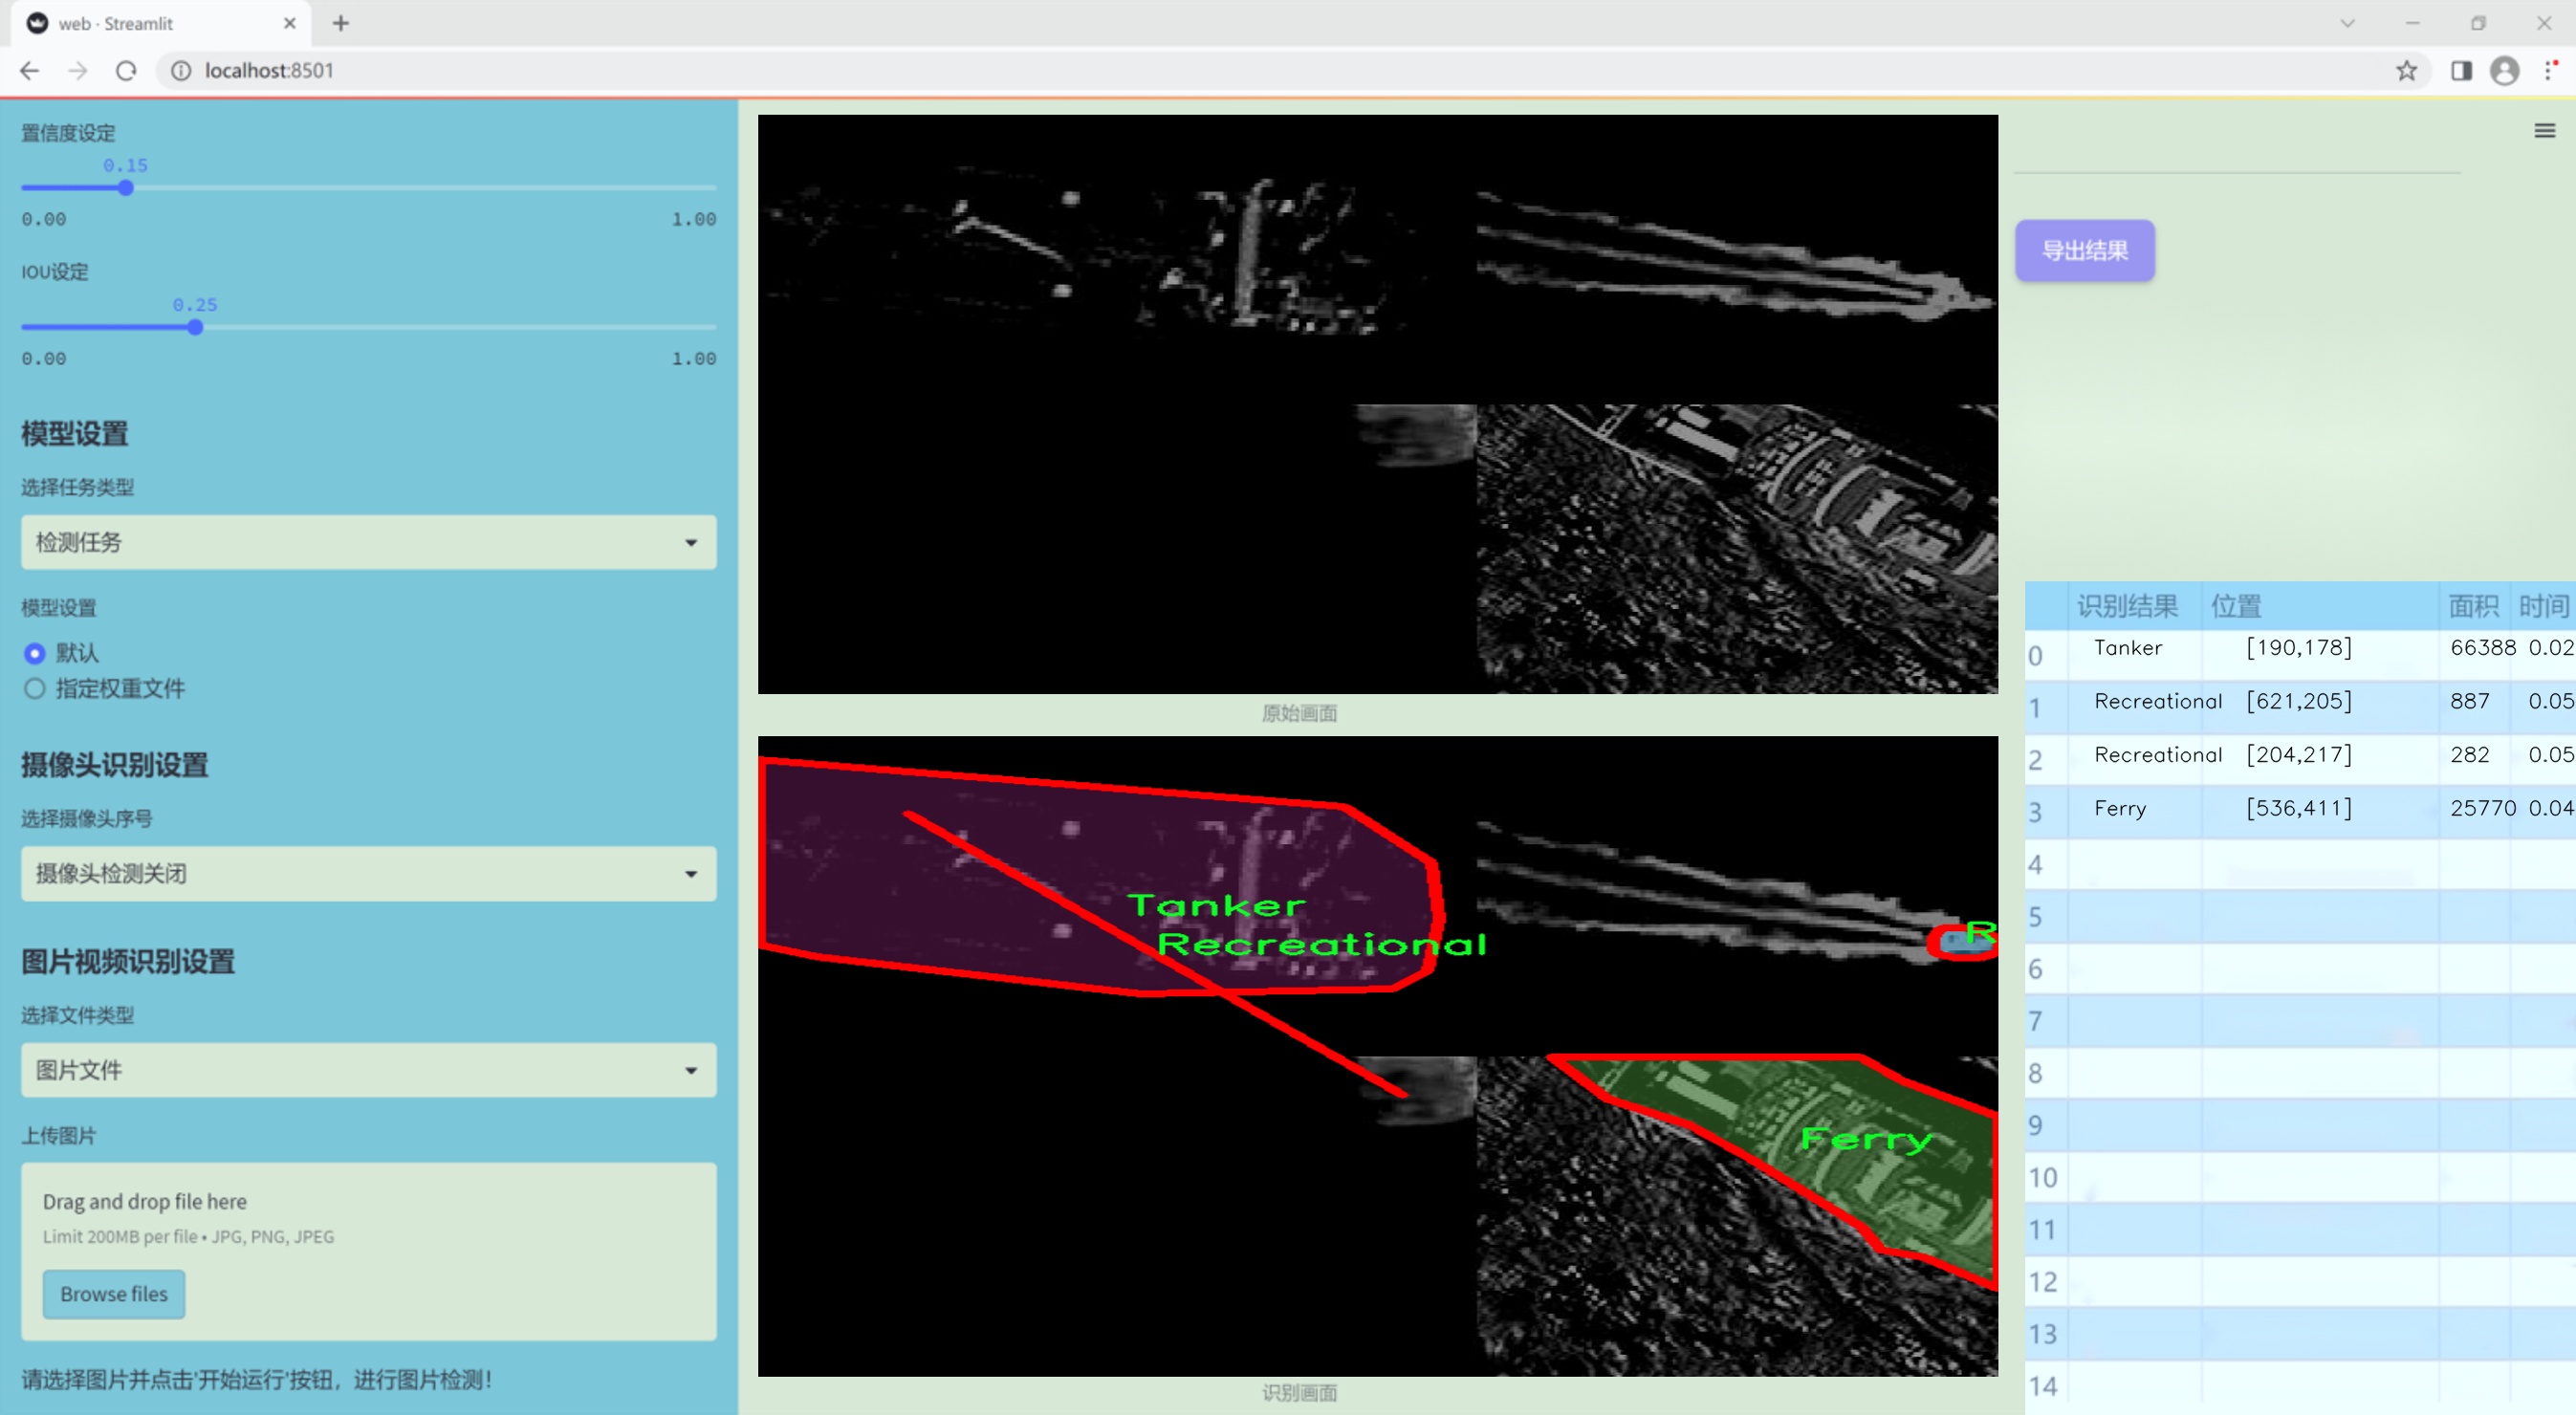 web · Streamlit
localhost:8501
置信度设定
0.15
0.00 1.00
IOU设定
0.25
0.00 1.00
模型设置
选择任务类型
检测任务
模型设置
默认
指定权重文件
摄像头识别设置
选择摄像头序号
摄像头检测关闭
图片视频识别设置
选择文件类型
图片文件
上传图片
Drag and drop file here
Limit 200MB per file • JPG, PNG, JPEG
Browse files
请选择图片并点击'开始运行'按钮，进行图片检测！
原始画面
Tanker
Recreational
R
Ferry
识别画面
导出结果
识别结果 位置 面积 时间
0 Tanker [190,178] 66388 0.02
1 Recreational [621,205] 887 0.05
2 Recreational [204,217] 282 0.05
3 Ferry [536,411] 25770 0.04
4
5
6
7
8
9
10
11
12
13
14